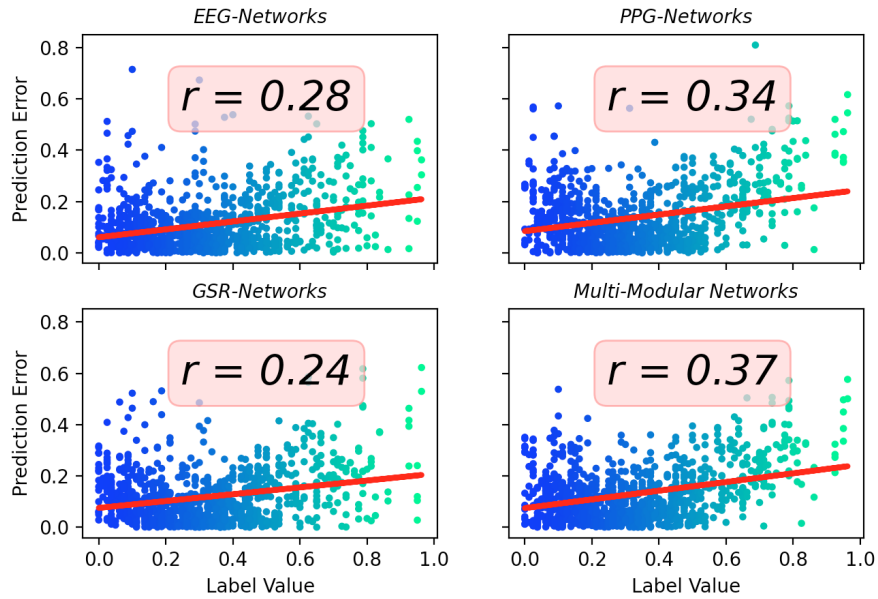 EEG-Networks
PPG-Networks
0.8
0.6
0.4
0.2
0.0
Prediction Error
r = 0.28
r = 0.34
GSR-Networks
Multi-Modular Networks
0.8
0.6
0.4
0.2
0.0
Prediction Error
r = 0.24
r = 0.37
0.0 0.2 0.4 0.6 0.8 1.0
0.0 0.2 0.4 0.6 0.8 1.0
Label Value
Label Value